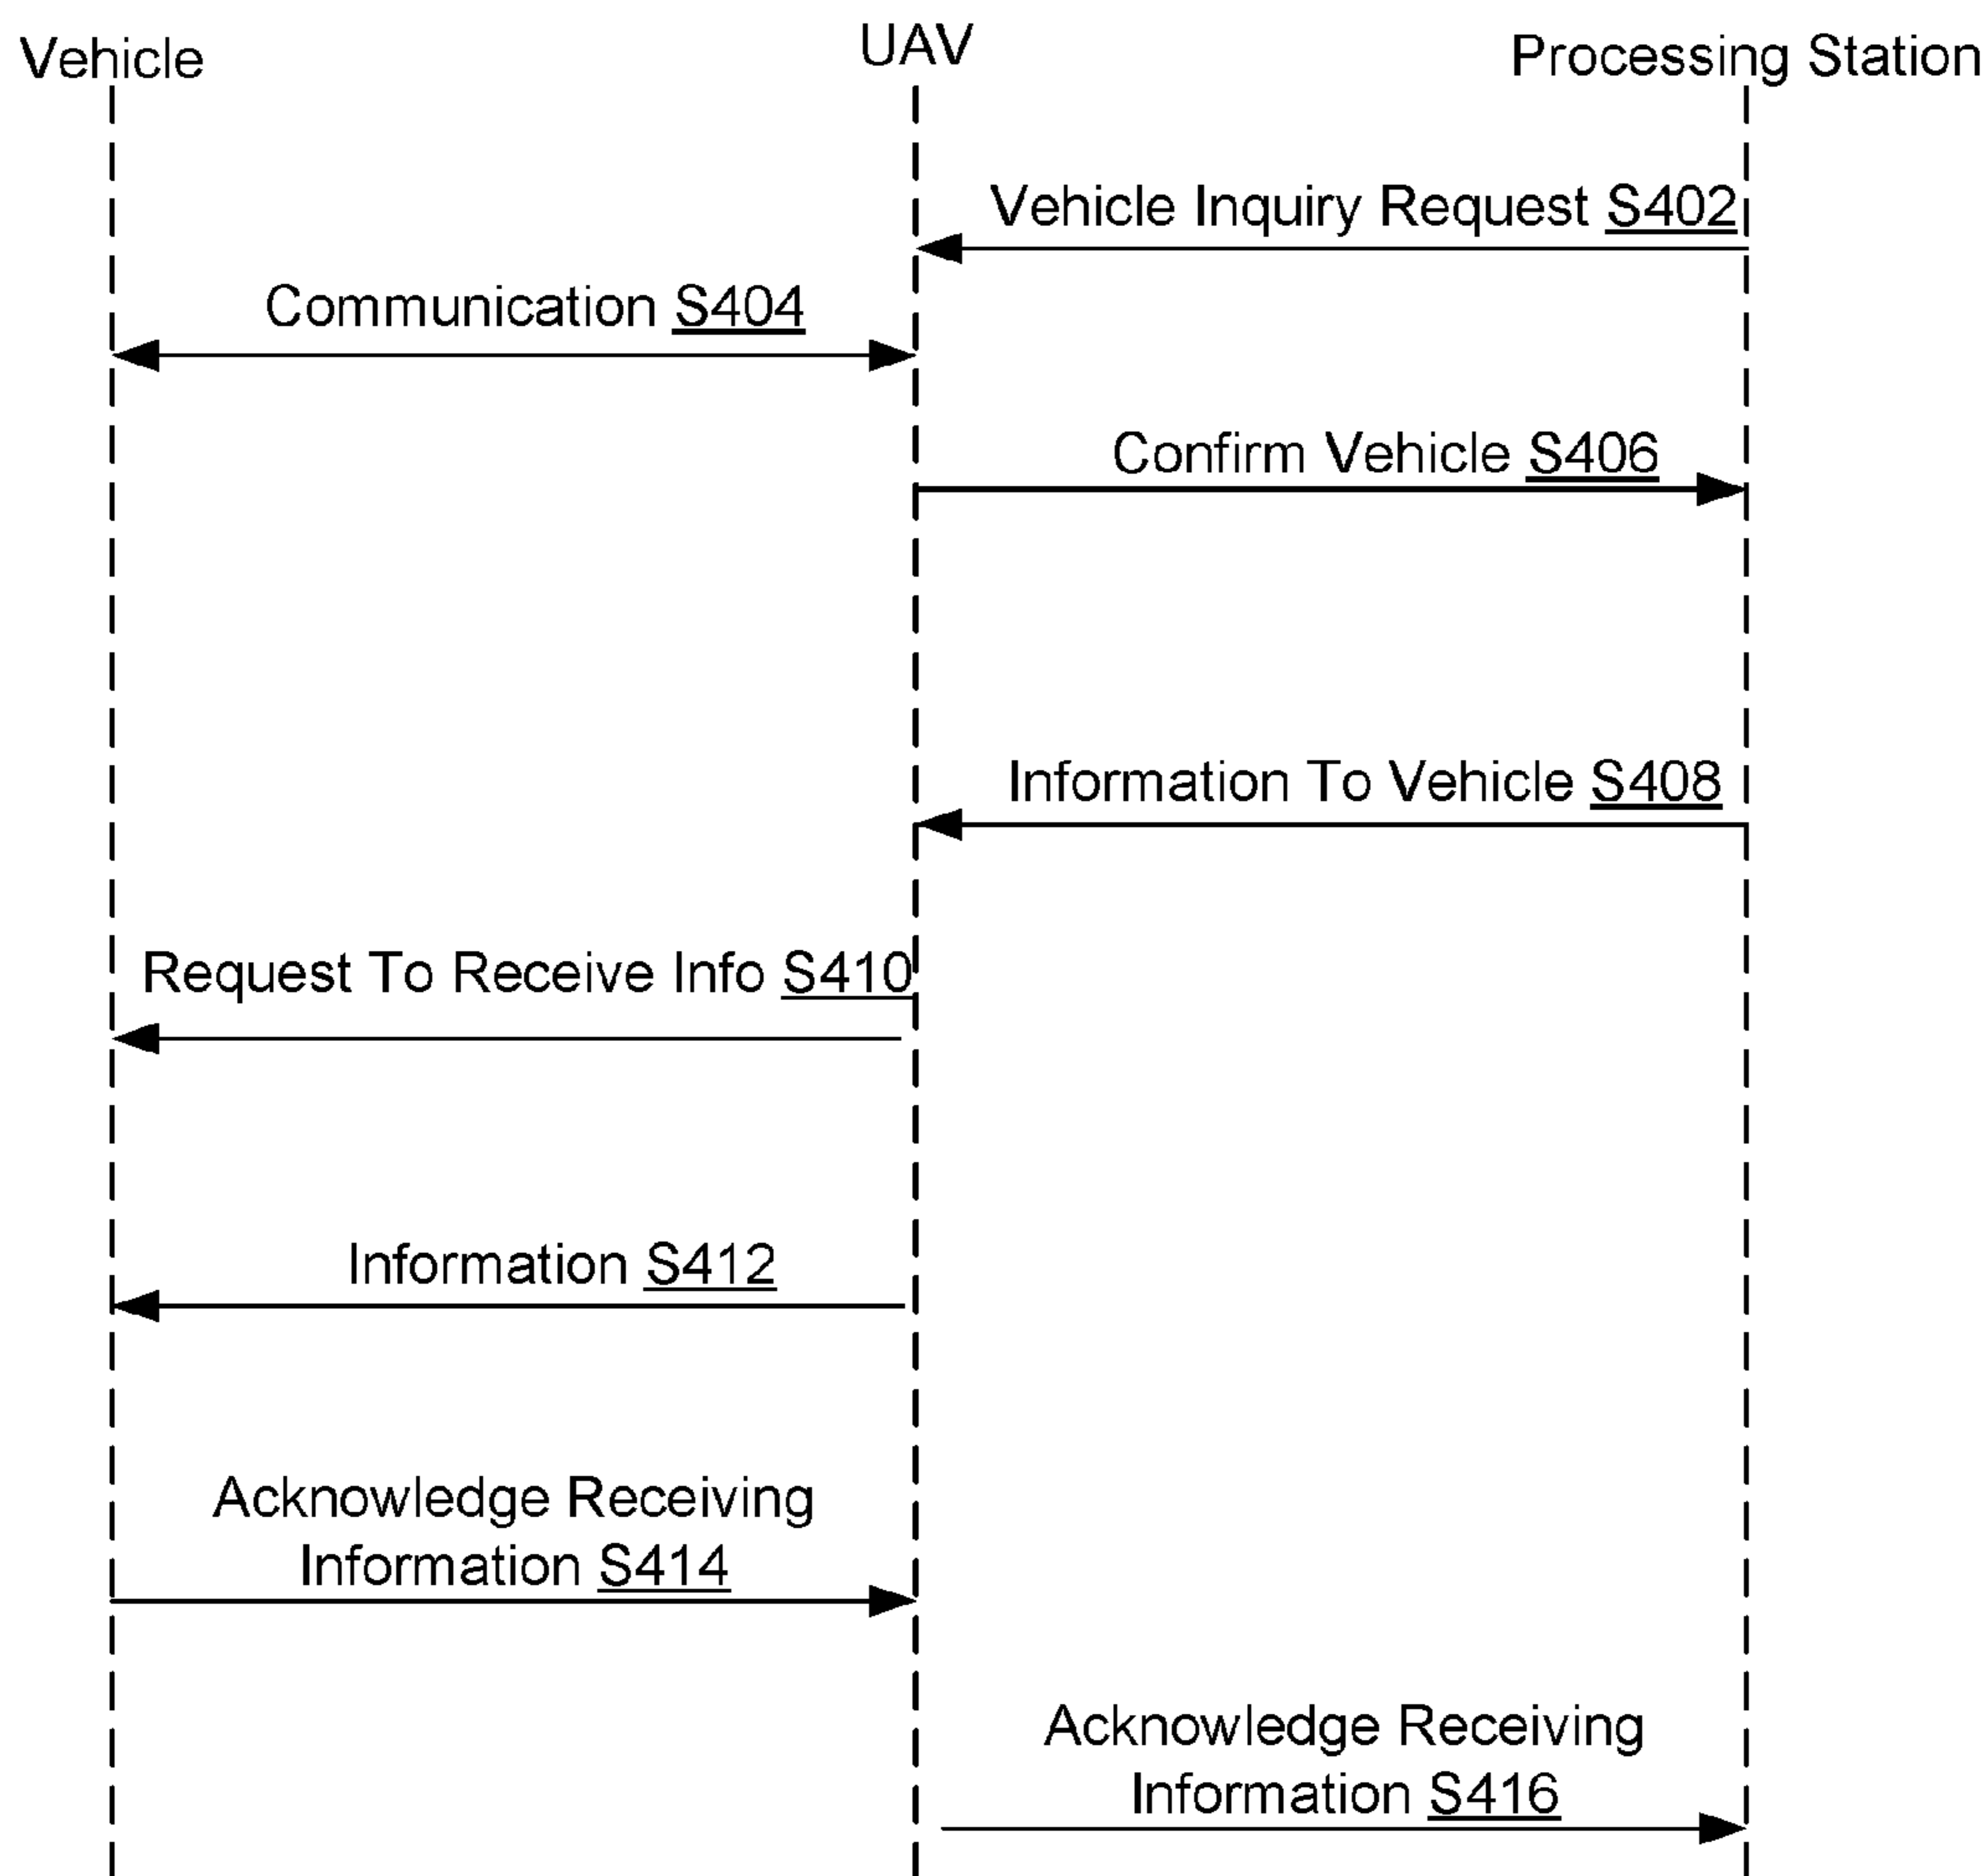 Vehicle
UAV
Processing Station
Vehicle Inquiry Request S402
Communication S404
Confirm Vehicle S406
Information To Vehicle S408
Request To Receive Info S410
Information S412
Acknowledge Receiving
Information S414
Acknowledge Receiving
Information S416